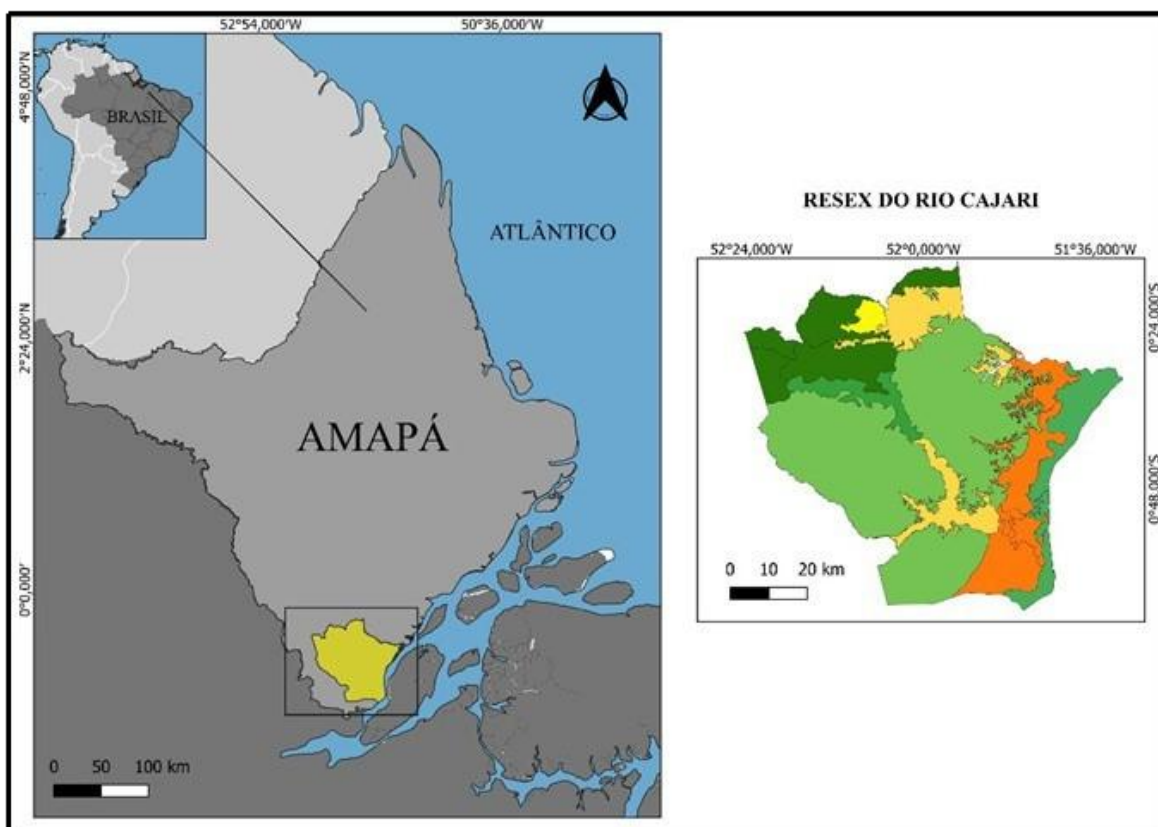 52°54,000'W 50°36,000'W
4°48,000'N
BRASIL
ATLÂNTICO
2°24,000'N
AMAPÁ
0°0,000'
0 50 100 km
RESEX DO RIO CAJARI
52°24,000'W 52°0,000'W 51°36,000'W
0°24,000'S
0°48,000'S
0 10 20 km